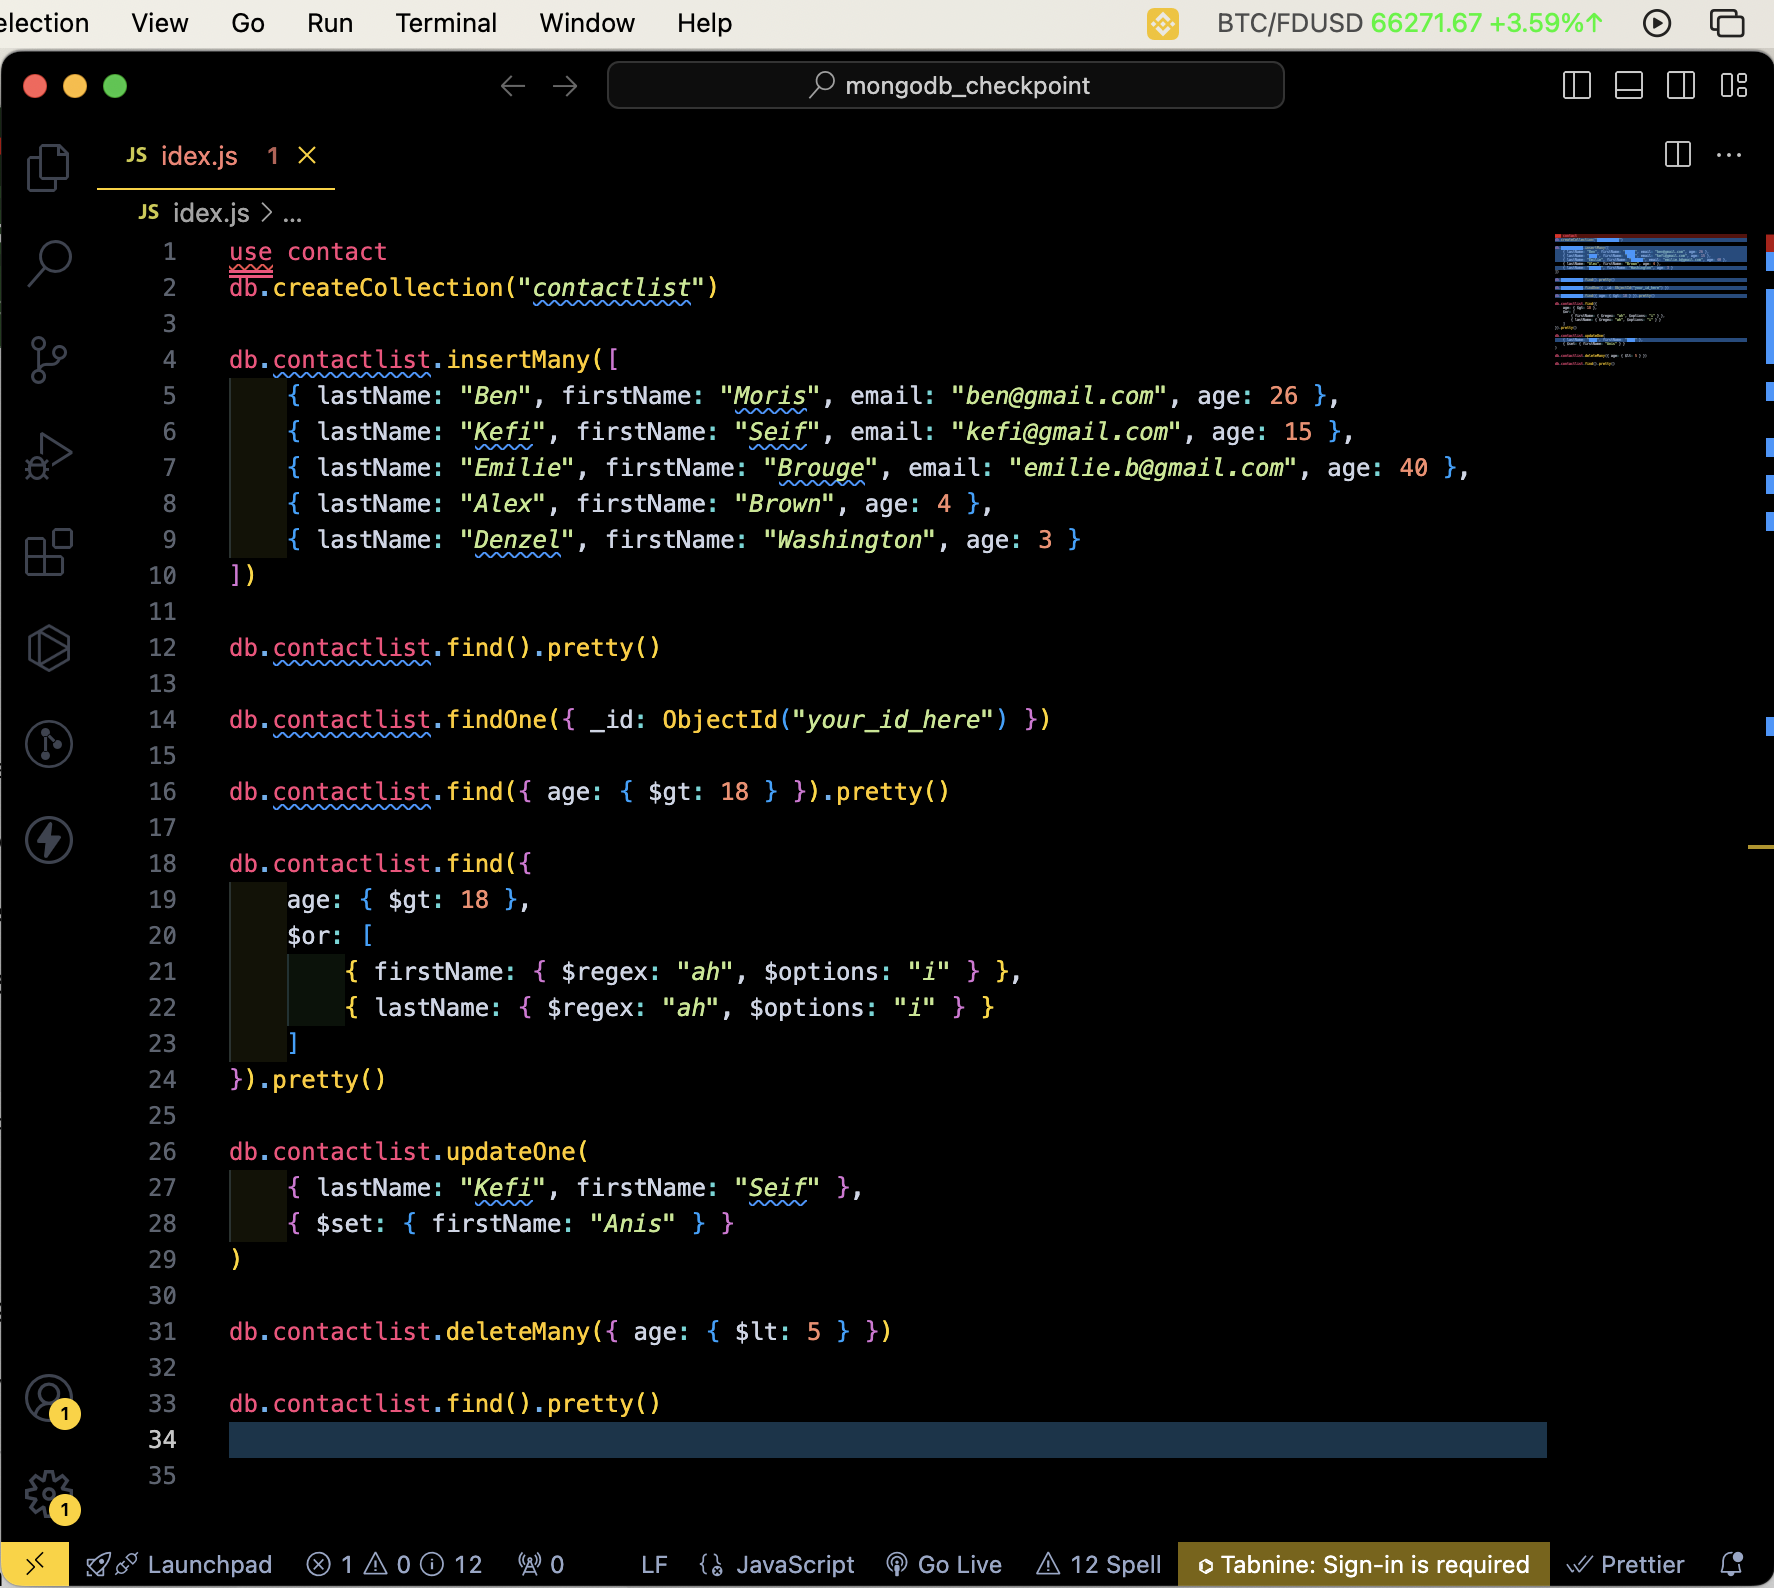 election View Go Run Terminal Window Help BTC/FDUSD 66271.67 +3.59%↑
mongodb_checkpoint
JS idex.js 1
JS idex.js > ...
1 use contact
2 db.createCollection("contactlist")
3
4 db.contactlist.insertMany([
5 { lastName: "Ben", firstName: "Moris", email: "ben@gmail.com", age: 26 },
6 { lastName: "Kefi", firstName: "Seif", email: "kefi@gmail.com", age: 15 },
7 { lastName: "Emilie", firstName: "Brouge", email: "emilie.b@gmail.com", age: 40 },
8 { lastName: "Alex", firstName: "Brown", age: 4 },
9 { lastName: "Denzel", firstName: "Washington", age: 3 }
10 ])
11
12 db.contactlist.find().pretty()
13
14 db.contactlist.findOne({ _id: ObjectId("your_id_here") })
15
16 db.contactlist.find({ age: { $gt: 18 } }).pretty()
17
18 db.contactlist.find({
19 age: { $gt: 18 },
20 $or: [
21 { firstName: { $regex: "ah", $options: "i" } },
22 { lastName: { $regex: "ah", $options: "i" } }
23 ]
24 }).pretty()
25
26 db.contactlist.updateOne(
27 { lastName: "Kefi", firstName: "Seif" },
28 { $set: { firstName: "Anis" } }
29 )
30
31 db.contactlist.deleteMany({ age: { $lt: 5 } })
32
33 db.contactlist.find().pretty()
34
35
1
1
Launchpad 1 0 12 0 LF JavaScript Go Live 12 Spell Tabnine: Sign-in is required Prettier